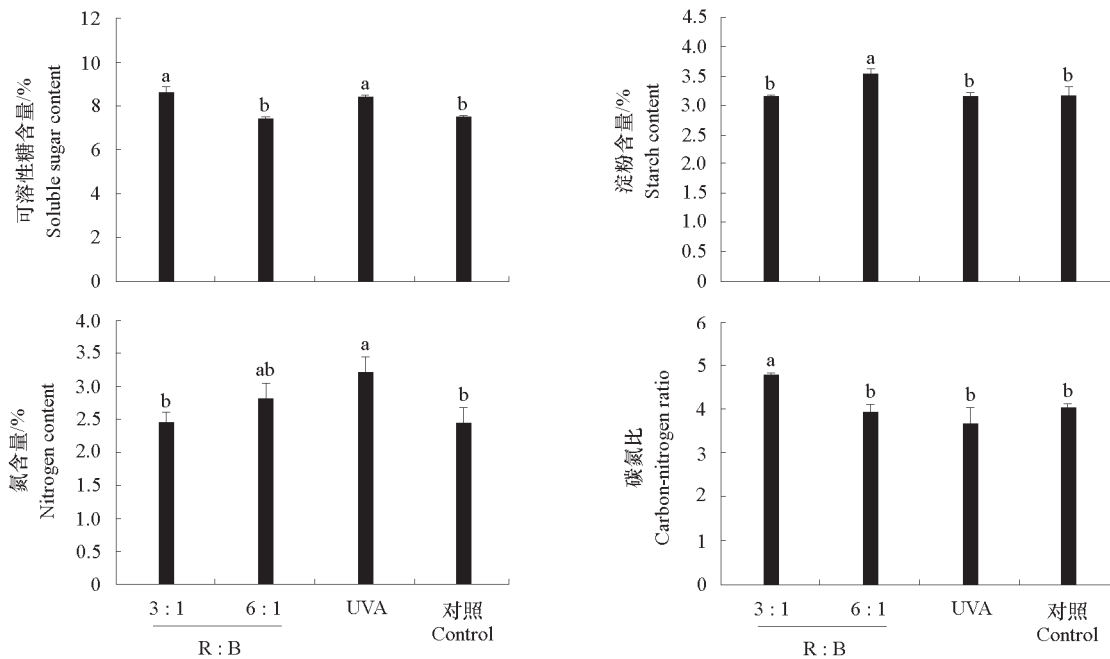 可溶性糖含量/%
Soluble sugar content
12
10
8
6
4
2
0
a
b
a
b
淀粉含量/%
Starch content
4.5
4.0
3.5
3.0
2.5
2.0
1.5
1.0
0.5
0
b
a
b
b
氮含量/%
Nitrogen content
4.0
3.5
3.0
2.5
2.0
1.5
1.0
0.5
0
b
ab
a
b
3 : 1
6 : 1
UVA
对照
Control
R : B
碳氮比
Carbon-nitrogen ratio
6
5
4
3
2
1
0
a
b
b
b
3 : 1
6 : 1
UVA
对照
Control
R : B